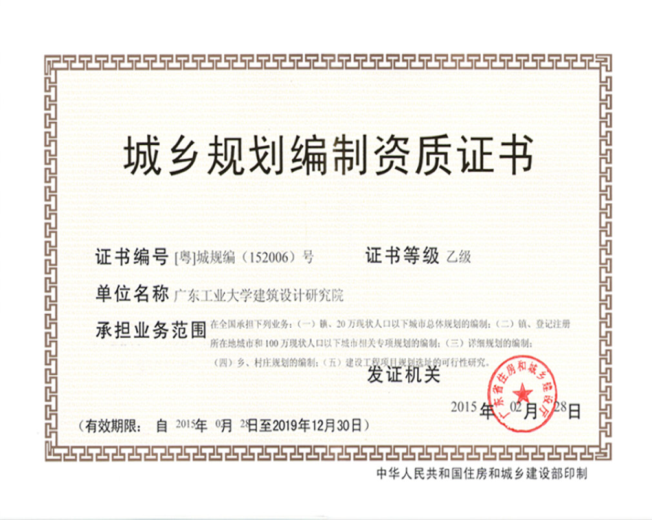 城乡规划编制资质证书
证书编号 [粤]城规编（152006）号 证书等级 乙级
单位名称 广东工业大学建筑设计研究院
承担业务范围 在全国承担下列业务：（一）镇、20万现状人口以下城市总体规划的编制；（二）镇、登记注册
所在地城市和100万现状人口以下城市相关专项规划的编制；（三）详细规划的编制；
（四）乡、村庄规划的编制；（五）建设工程项目规划选址的可行性研究。
发证机关
广东省住房和城乡建设厅
2015年 02月 28日
（有效期限： 自 2015年 0月 28日至2019年12月30日）
中华人民共和国住房和城乡建设部印制